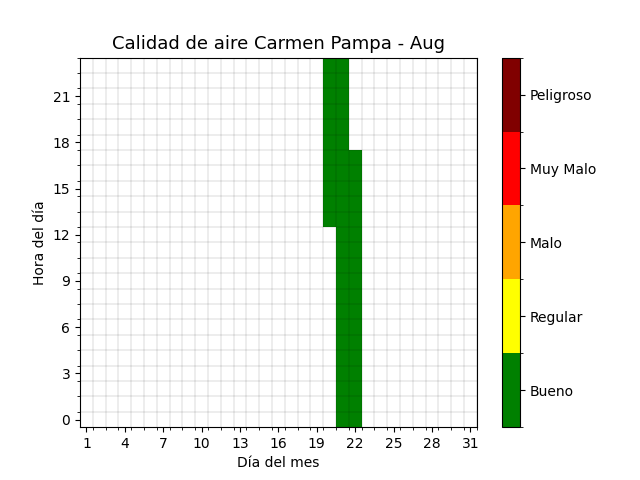 Calidad de aire Carmen Pampa - Aug
21
18
15
12
9
6
3
0
Hora del día
1 4 7 10 13 16 19 22 25 28 31
Día del mes
Peligroso
Muy Malo
Malo
Regular
Bueno